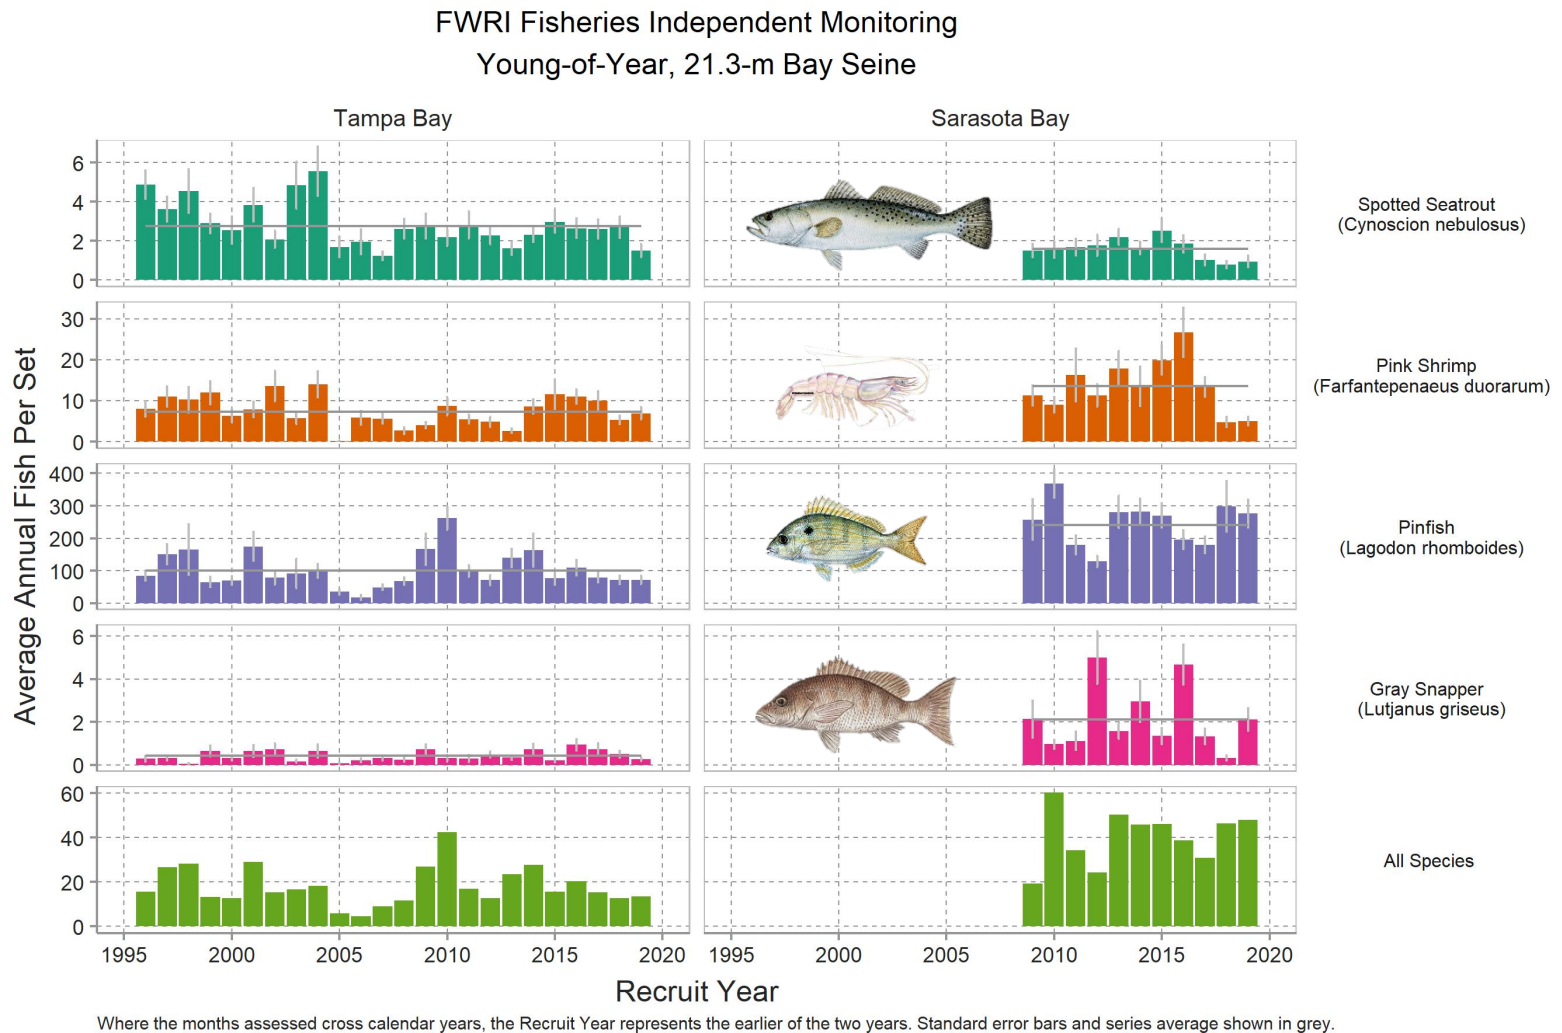 FWRI Fisheries Independent Monitoring
Young-of-Year, 21.3-m Bay Seine
Tampa Bay
Sarasota Bay
Average Annual Fish Per Set
6
4
2
0
Spotted Seatrout
(Cynoscion nebulosus)
30
20
10
0
Pink Shrimp
(Farfantepenaeus duorarum)
400
300
200
100
0
Pinfish
(Lagodon rhomboides)
6
4
2
0
Gray Snapper
(Lutjanus griseus)
60
40
20
0
All Species
1995 2000 2005 2010 2015 2020
1995 2000 2005 2010 2015 2020
Recruit Year
Where the months assessed cross calendar years, the Recruit Year represents the earlier of the two years. Standard error bars and series average shown in grey.